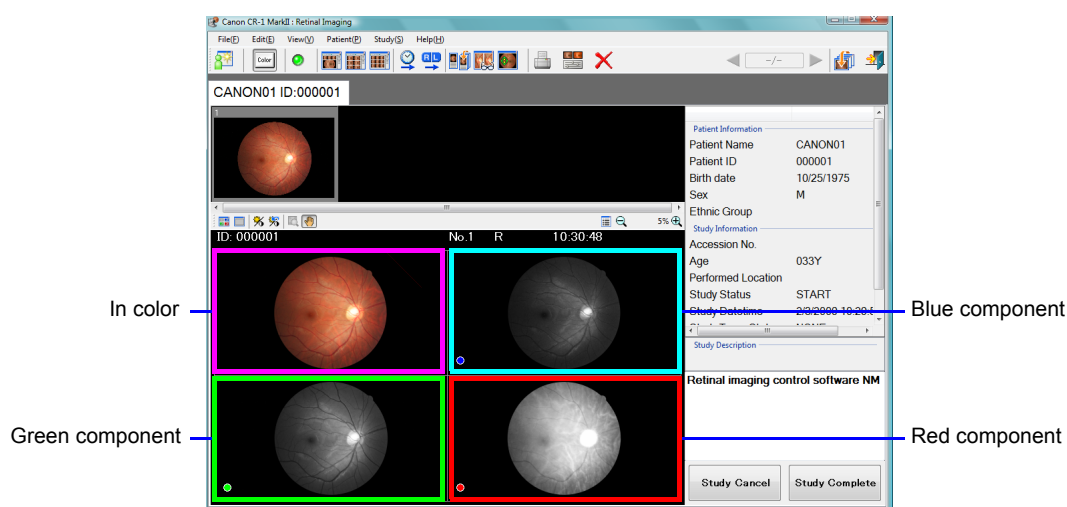 Canon CR-1 MarkII : Retinal Imaging
File(F) Edit(E) View(V) Patient(P) Study(S) Help(H)
Color
-/-
CANON01 ID:000001
1
Patient Information
Patient Name CANON01
Patient ID 000001
Birth date 10/25/1975
Sex M
Ethnic Group
Study Information
Accession No.
Age 033Y
Performed Location
Study Status START
Study Datetime
Study Description
Retinal imaging control software NM
Study Cancel Study Complete
5%
ID: 000001 No.1 R 10:30:48
In color
Blue component
Green component
Red component